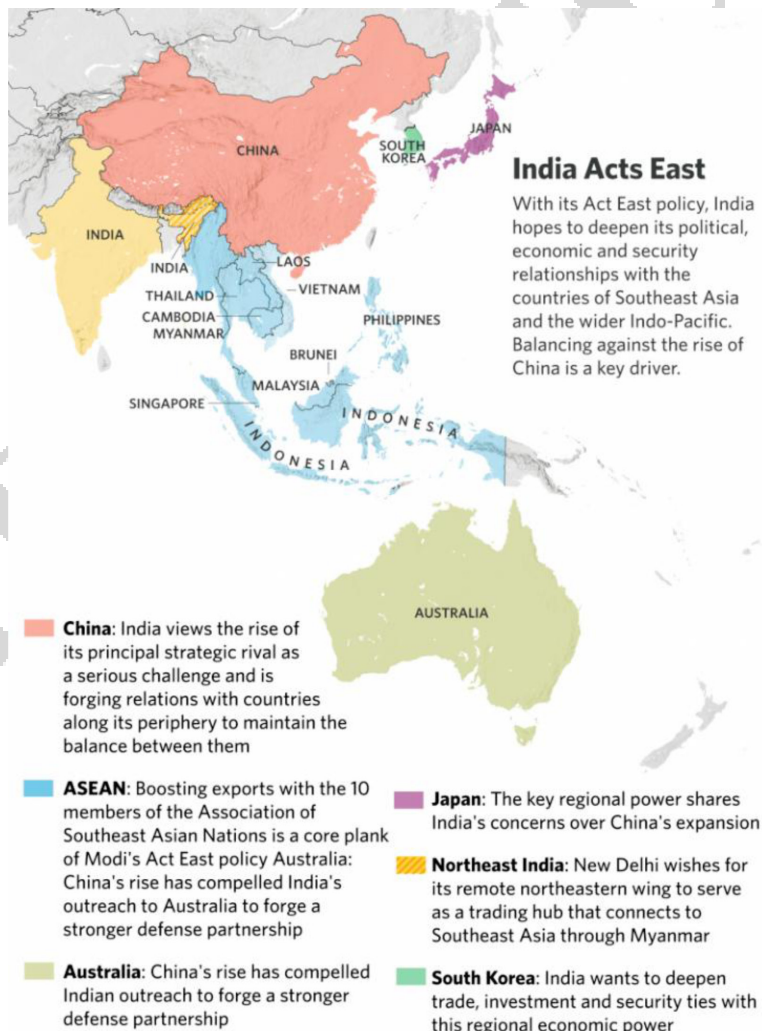 CHINA
SOUTH
KOREA
JAPAN
India Acts East
With its Act East policy, India
hopes to deepen its political,
economic and security
relationships with the
countries of Southeast Asia
and the wider Indo-Pacific.
Balancing against the rise of
China is a key driver.
INDIA
INDIA
LAOS
THAILAND
VIETNAM
CAMBODIA
MYANMAR
PHILIPPINES
BRUNEI
MALAYSIA
SINGAPORE
INDONESIA
INDONESIA
AUSTRALIA
China: India views the rise of
its principal strategic rival as
a serious challenge and is
forging relations with countries
along its periphery to maintain the
balance between them
ASEAN: Boosting exports with the 10
members of the Association of
Southeast Asian Nations is a core plank
of Modi's Act East policy Australia:
China's rise has compelled India's
outreach to Australia to forge a
stronger defense partnership
Australia: China's rise has compelled
Indian outreach to forge a stronger
defense partnership
Japan: The key regional power shares
India's concerns over China's expansion
Northeast India: New Delhi wishes for
its remote northeastern wing to serve
as a trading hub that connects to
Southeast Asia through Myanmar
South Korea: India wants to deepen
trade, investment and security ties with
this regional economic power